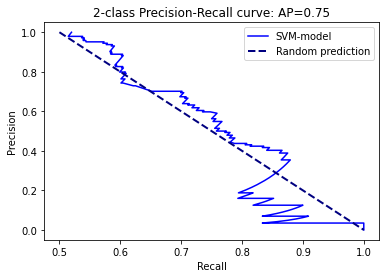 2-class Precision-Recall curve: AP=0.75
SVM-model
Random prediction
1.0
0.8
0.6
0.4
0.2
0.0
Precision
0.5 0.6 0.7 0.8 0.9 1.0
Recall